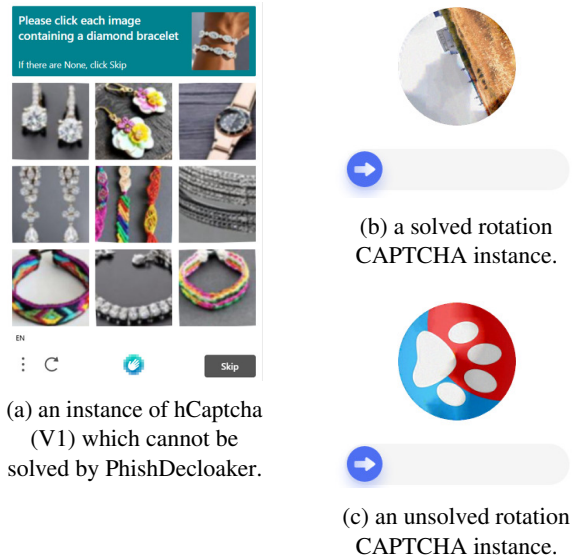 Please click each image
containing a diamond bracelet
If there are None, click Skip
EN
Skip
(a) an instance of hCaptcha
(V1) which cannot be
solved by PhishDecloaker.
(b) a solved rotation
CAPTCHA instance.
(c) an unsolved rotation
CAPTCHA instance.